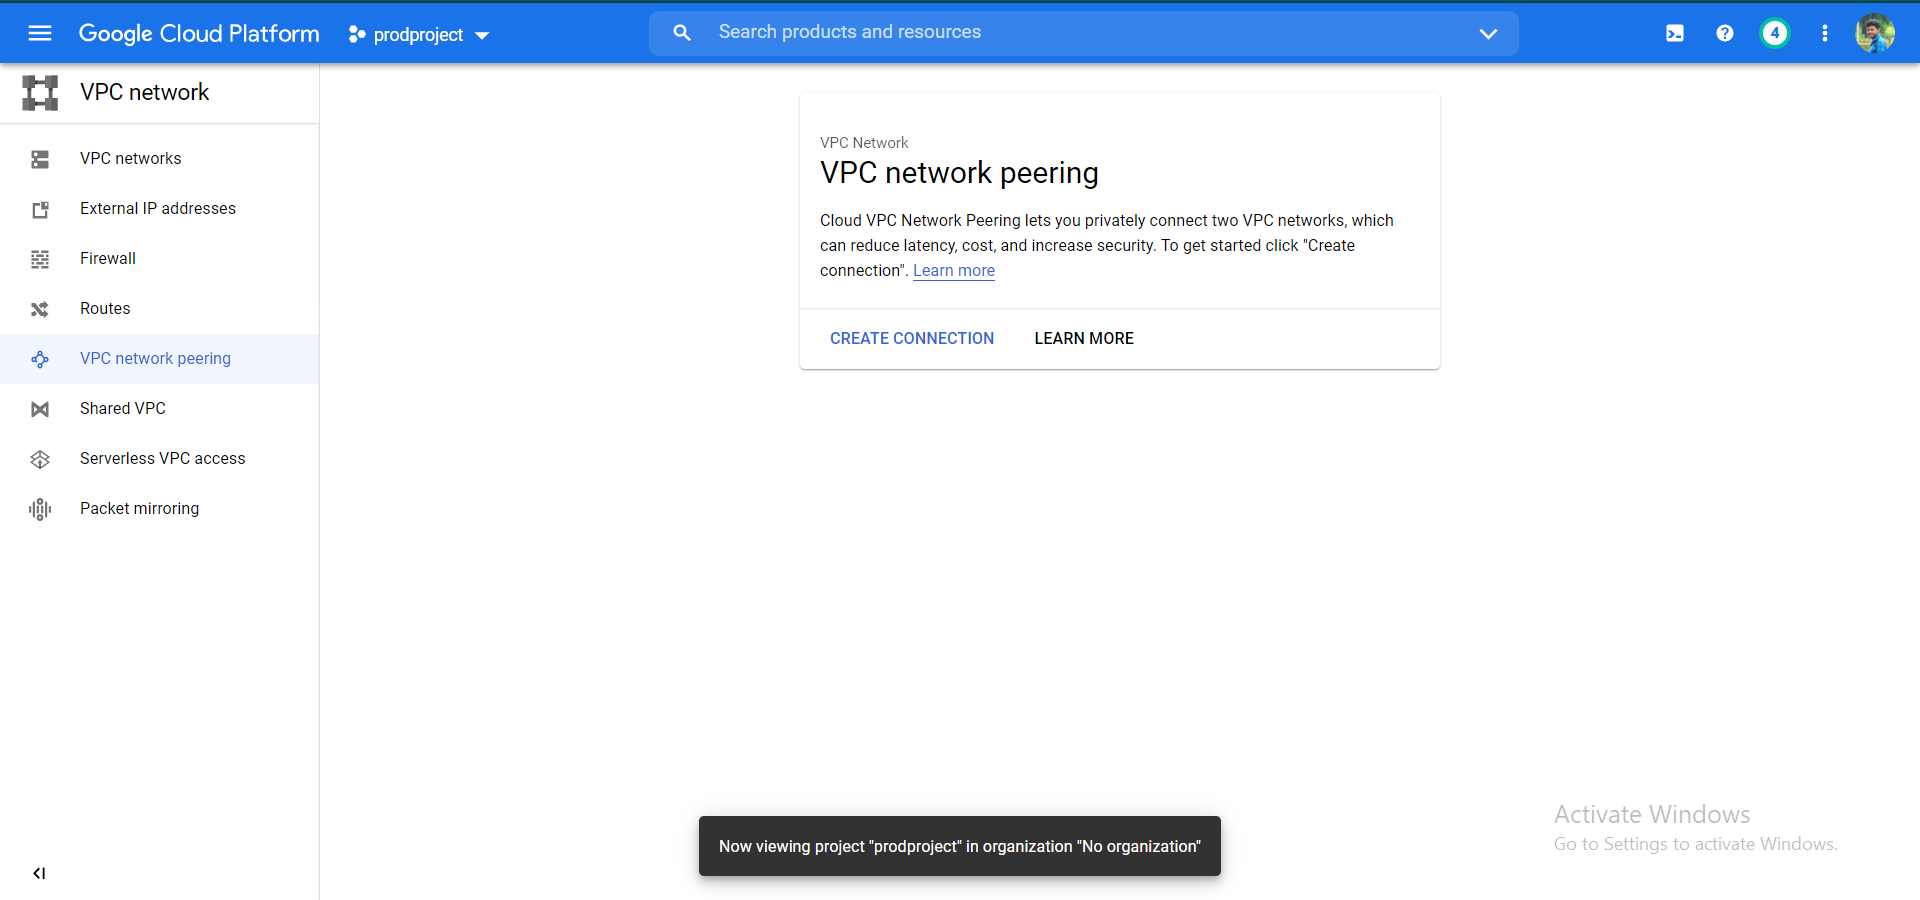 Google Cloud Platform
prodproject
Search products and resources
4
VPC network
VPC networks
External IP addresses
Firewall
Routes
VPC network peering
Shared VPC
Serverless VPC access
Packet mirroring
VPC Network
VPC network peering
Cloud VPC Network Peering lets you privately connect two VPC networks, which
can reduce latency, cost, and increase security. To get started click "Create
connection". Learn more
CREATE CONNECTION LEARN MORE
Now viewing project "prodproject" in organization "No organization"
Activate Windows
Go to Settings to activate Windows.